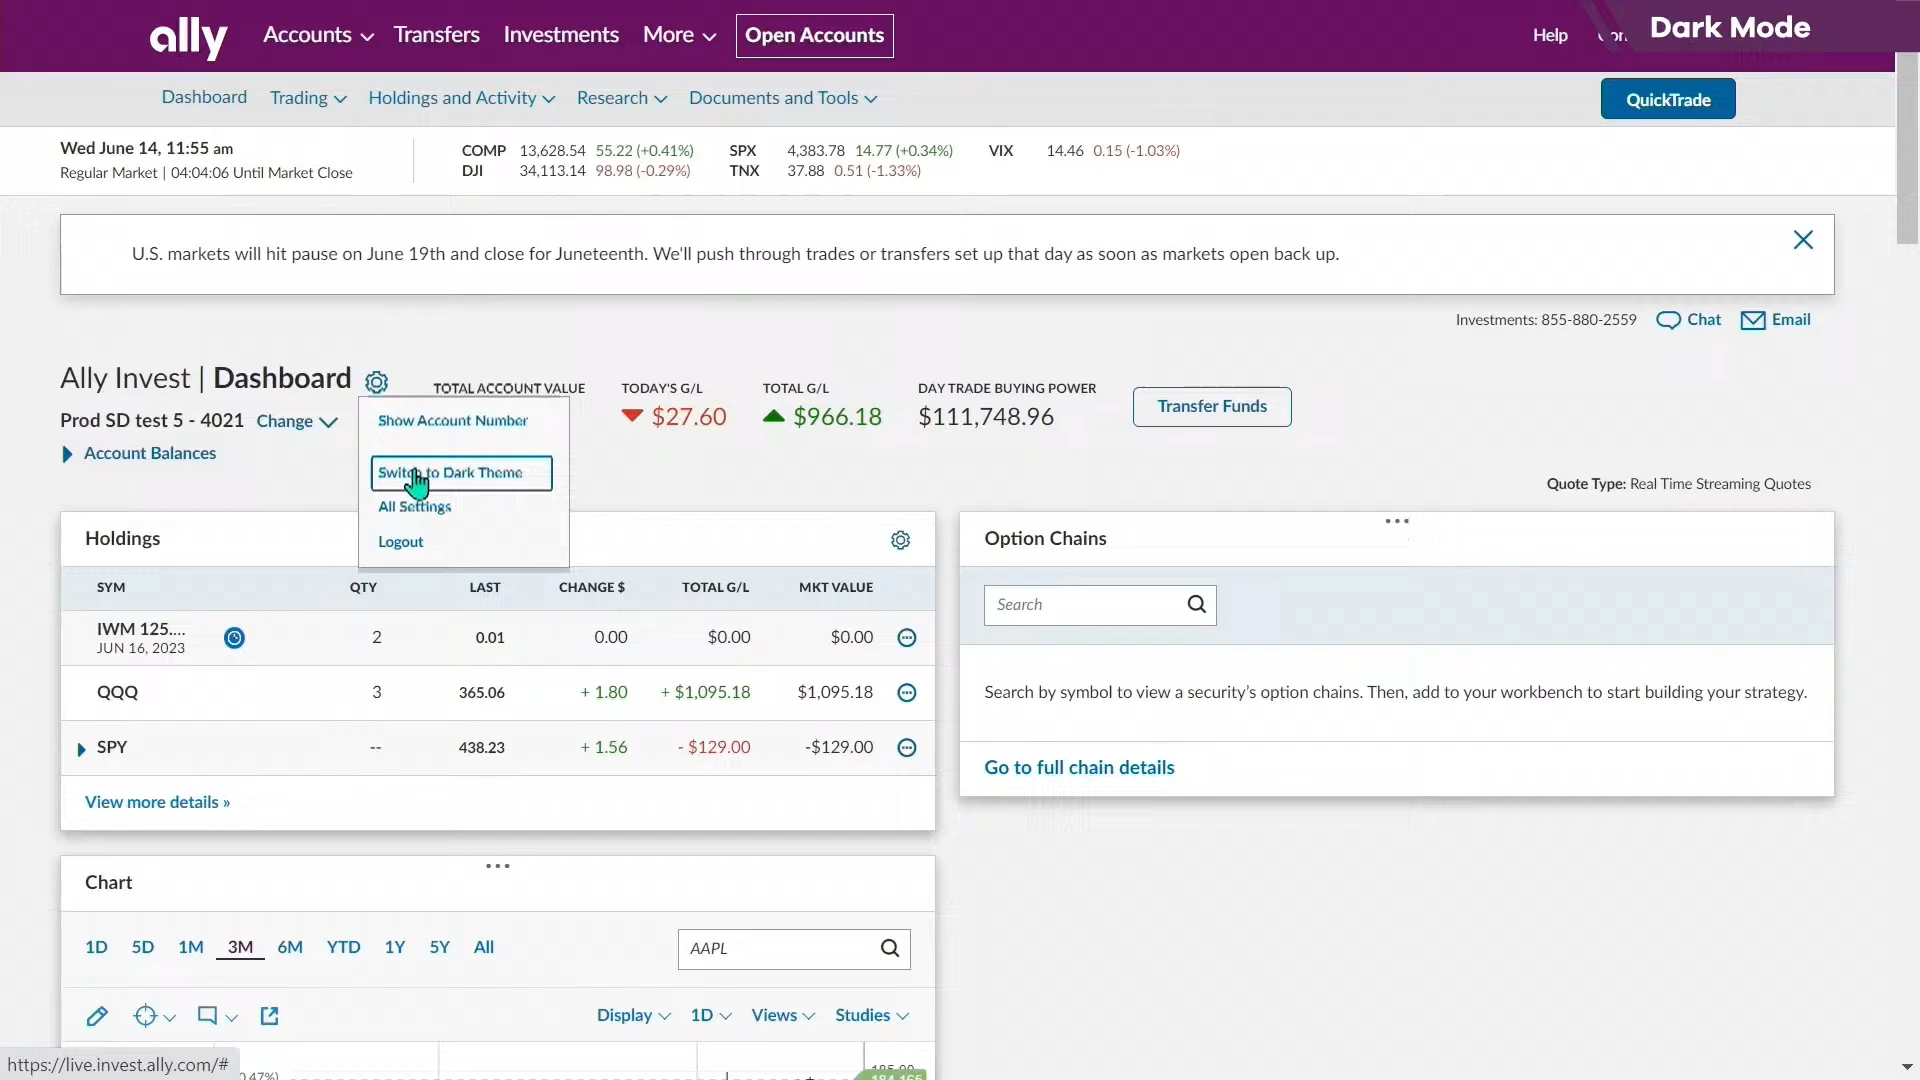 ally Accounts Transfers Investments More Open Accounts Help Dark Mode
Dashboard Trading Holdings and Activity Research Documents and Tools QuickTrade
Wed June 14, 11:55 am
Regular Market | 04:04:06 Until Market Close
COMP 13,628.54 55.22 (+0.41%) SPX 4,383.78 14.77 (+0.34%) VIX 14.46 0.15 (-1.03%)
DJI 34,113.14 98.98 (-0.29%) TNX 37.88 0.51 (-1.33%)
U.S. markets will hit pause on June 19th and close for Juneteenth. We'll push through trades or transfers set up that day as soon as markets open back up.
Investments: 855-880-2559 Chat Email
Ally Invest | Dashboard
Prod SD test 5 - 4021 Change
Account Balances
TOTAL ACCOUNT VALUE TODAY'S G/L TOTAL G/L DAY TRADE BUYING POWER
$27.60 $966.18 $111,748.96
Transfer Funds
Show Account Number
Switch to Dark Theme
All Settings
Logout
Quote Type: Real Time Streaming Quotes
Holdings
SYM QTY LAST CHANGE $ TOTAL G/L MKT VALUE
IWM 125.... 2 0.01 0.00 $0.00 $0.00
JUN 16, 2023
QQQ 3 365.06 + 1.80 + $1,095.18 $1,095.18
SPY -- 438.23 + 1.56 - $129.00 -$129.00
View more details »
Option Chains
Search
Search by symbol to view a security’s option chains. Then, add to your workbench to start building your strategy.
Go to full chain details
Chart
1D 5D 1M 3M 6M YTD 1Y 5Y All AAPL
Display 1D Views Studies
https://live.invest.ally.com/#